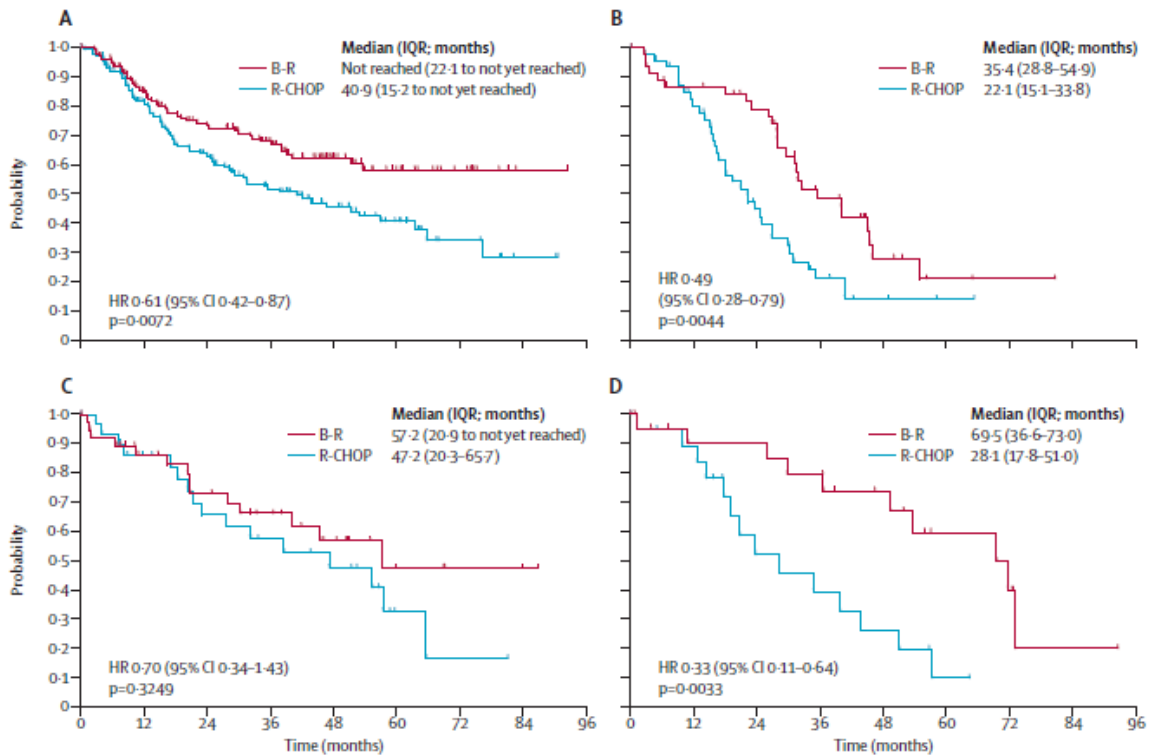 A
Median (IQR; months)
B-R Not reached (22·1 to not yet reached)
R-CHOP 40·9 (15·2 to not yet reached)
1·0
0·9
0·8
0·7
0·6
0·5
0·4
0·3
0·2
0·1
0
Probability
HR 0·61 (95% CI 0·42–0·87)
p=0·0072
B
Median (IQR; months)
B-R 35·4 (28·8–54·9)
R-CHOP 22·1 (15·1–33·8)
HR 0·49
(95% CI 0·28–0·79)
p=0·0044
C
Median (IQR; months)
B-R 57·2 (20·9 to not yet reached)
R-CHOP 47·2 (20·3–65·7)
1·0
0·9
0·8
0·7
0·6
0·5
0·4
0·3
0·2
0·1
0
Probability
HR 0·70 (95% CI 0·34–1·43)
p=0·3249
0 12 24 36 48 60 72 84 96
Time (months)
D
Median (IQR; months)
B-R 69·5 (36·6–73·0)
R-CHOP 28·1 (17·8–51·0)
HR 0·33 (95% CI 0·11–0·64)
p=0·0033
0 12 24 36 48 60 72 84 96
Time (months)